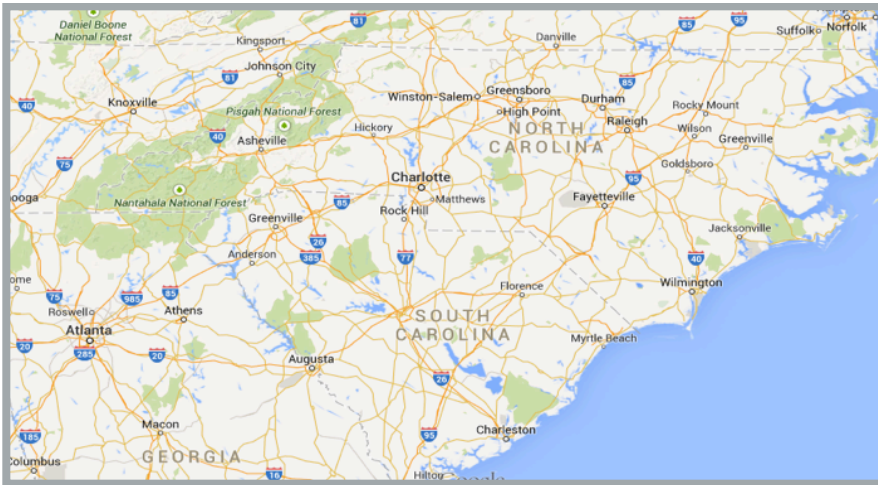 Daniel Boone
National Forest
81
85
95
Suffolk
Norfolk
Kingsport
Danville
Johnson City
81
85
40
Knoxville
Winston-Salem
Greensboro
Durham
Rocky Mount
Pisgah National Forest
High Point
Raleigh
40
Hickory
NORTH
CAROLINA
Wilson
Greenville
Asheville
75
Goldsboro
Charlotte
95
ooga
Nantahala National Forest
85
Matthews
Fayetteville
Rock Hill
Greenville
Jacksonville
26
Anderson
385
77
40
ome
75
985
85
Florence
Wilmington
Roswell
Athens
SOUTH
CAROLINA
Atlanta
Myrtle Beach
20
285
20
Augusta
26
Macon
Charleston
185
95
GEORGIA
Columbus
16
Hilton